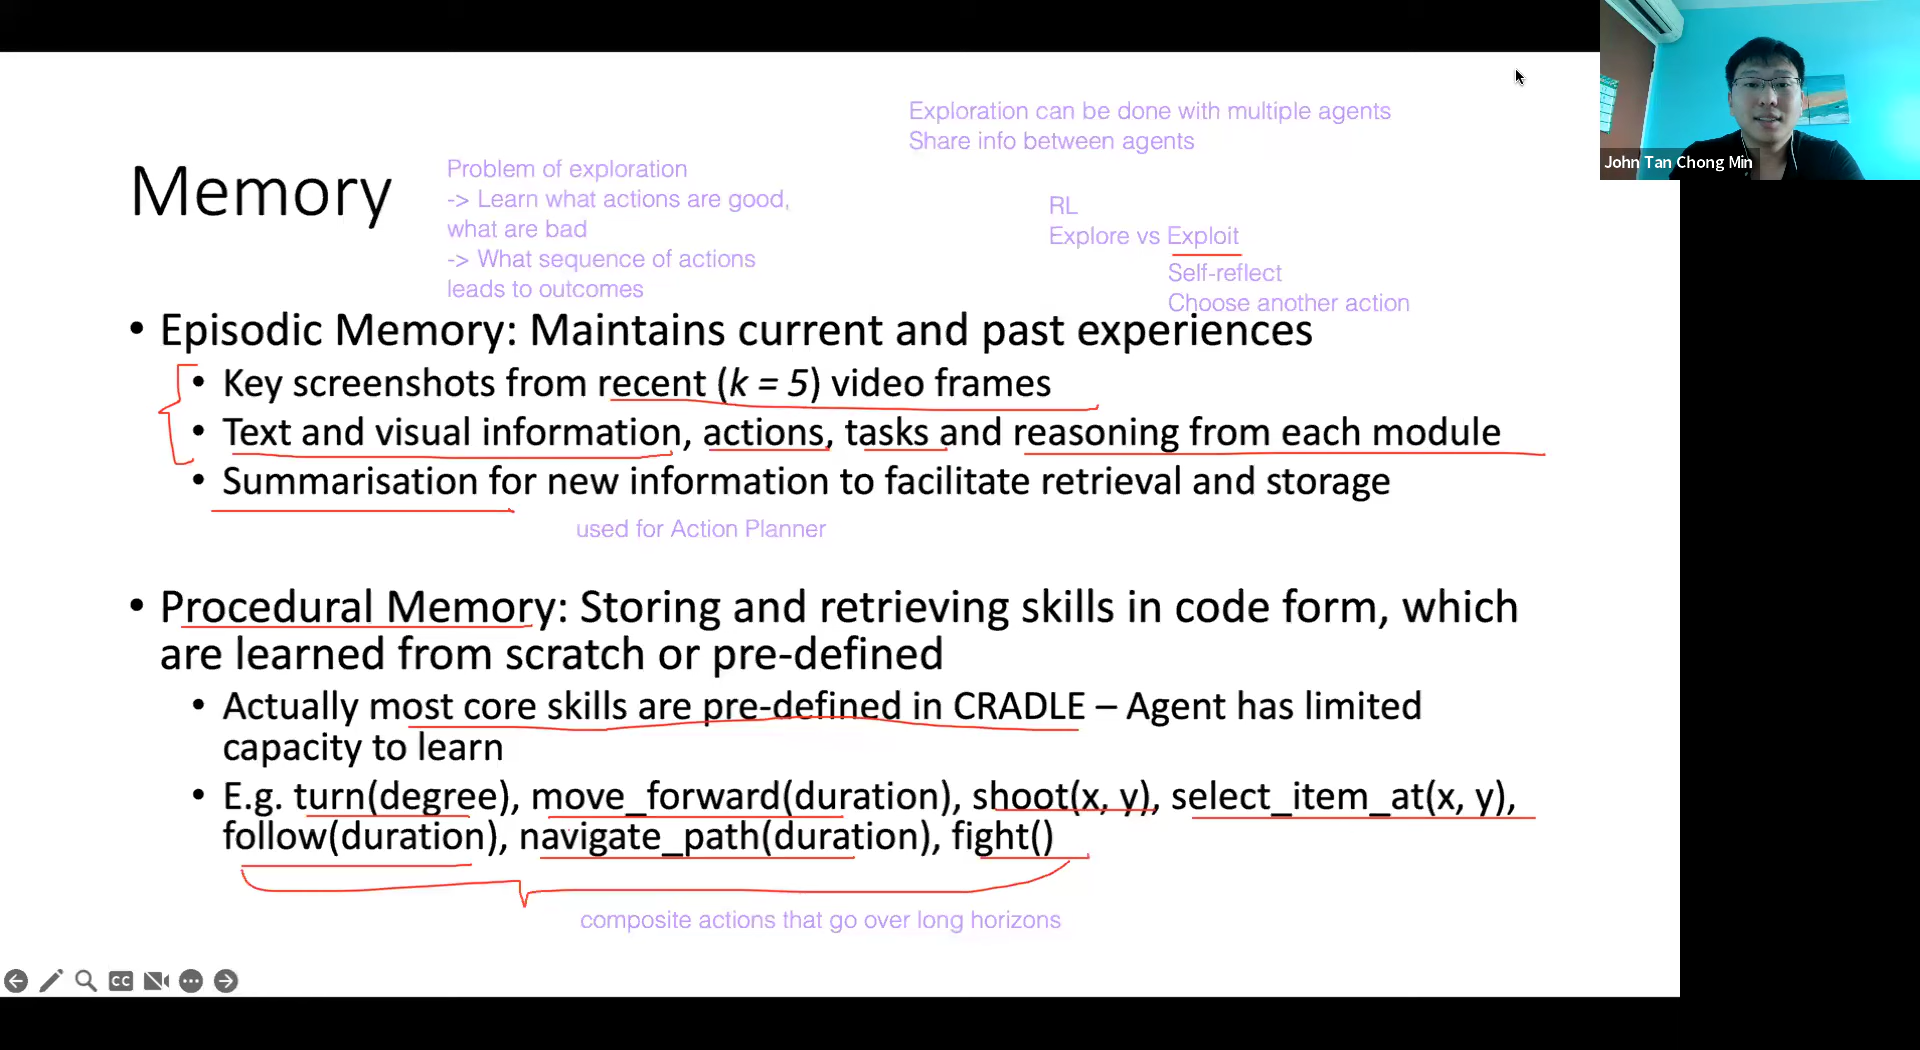 Exploration can be done with multiple agents
Share info between agents
John Tan Chong Min
Memory
Problem of exploration
-> Learn what actions are good,
what are bad
-> What sequence of actions
leads to outcomes
RL
Explore vs Exploit
Self-reflect
Choose another action
• Episodic Memory: Maintains current and past experiences
• Key screenshots from recent (k = 5) video frames
• Text and visual information, actions, tasks and reasoning from each module
• Summarisation for new information to facilitate retrieval and storage
used for Action Planner
• Procedural Memory: Storing and retrieving skills in code form, which
are learned from scratch or pre-defined
• Actually most core skills are pre-defined in CRADLE – Agent has limited
capacity to learn
• E.g. turn(degree), move_forward(duration), shoot(x, y), select_item_at(x, y),
follow(duration), navigate_path(duration), fight()
composite actions that go over long horizons
CC